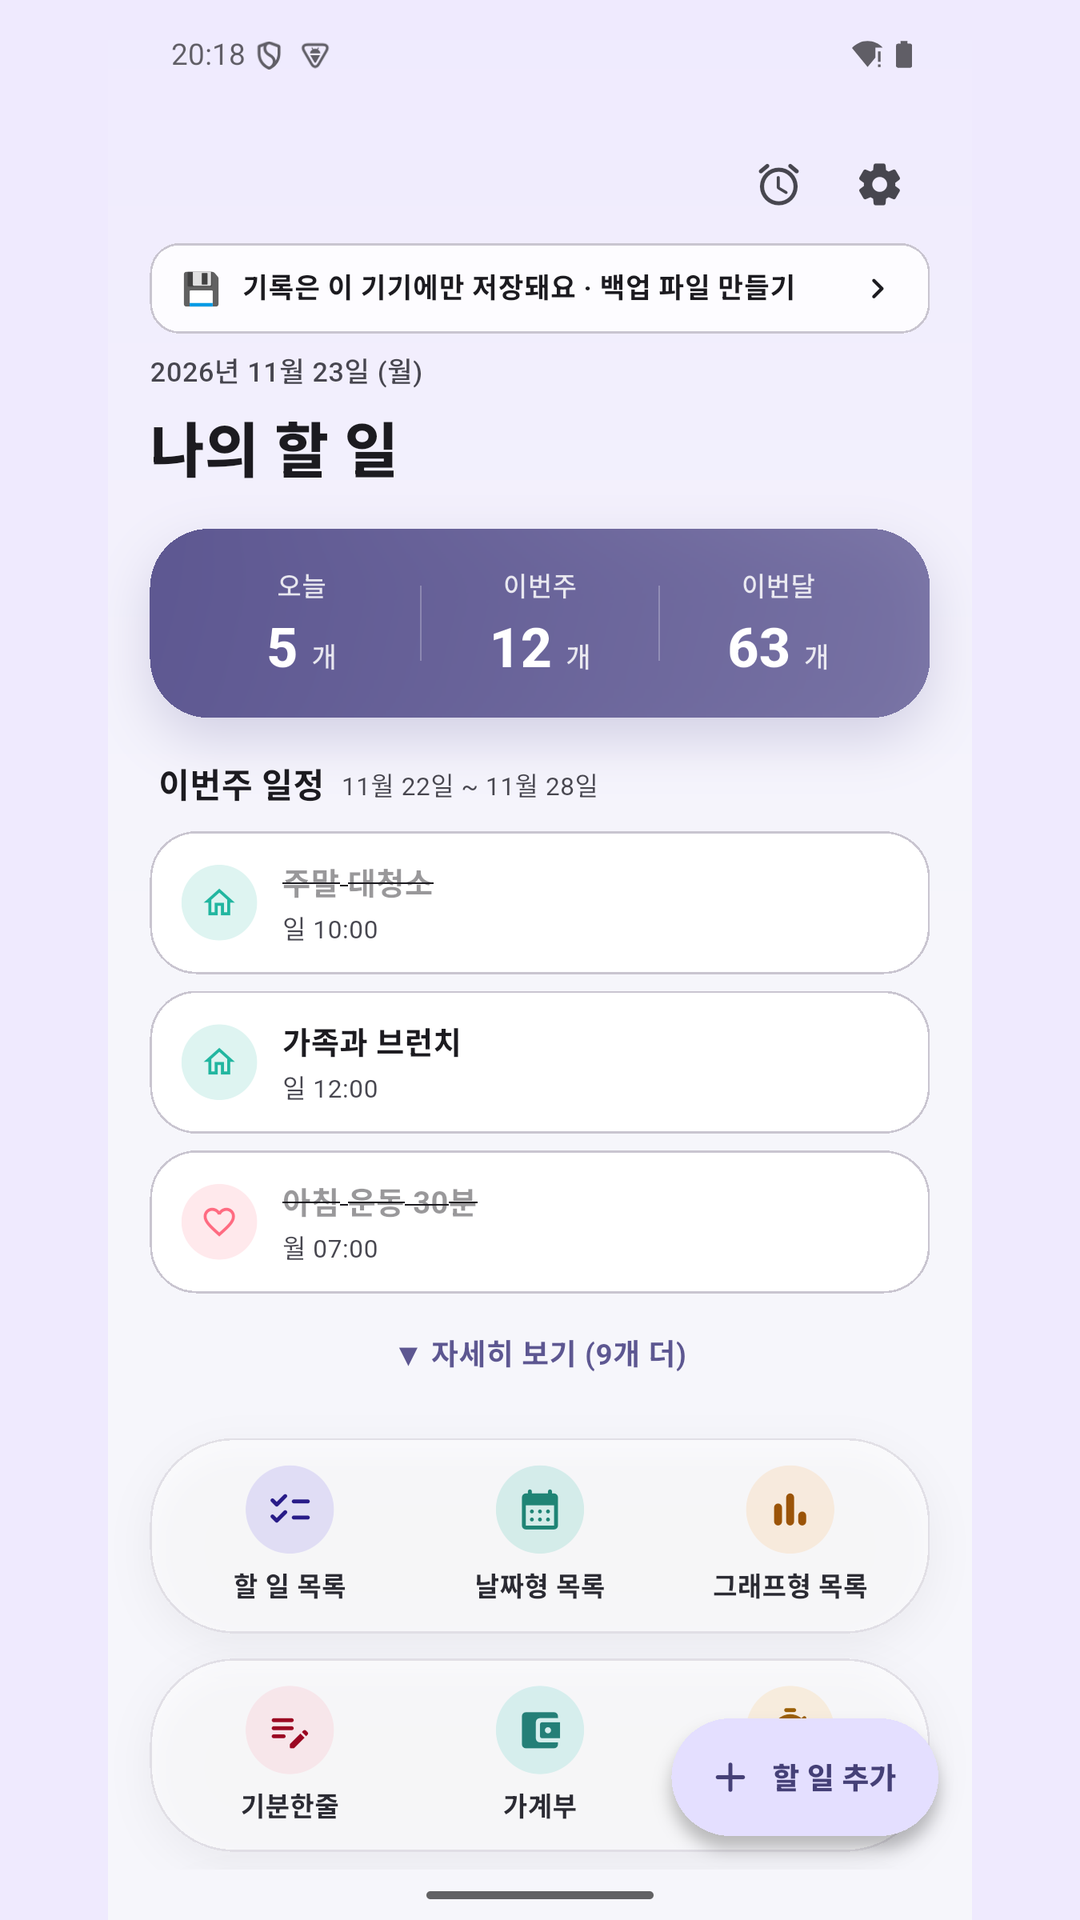 20:18
기록은 이 기기에만 저장돼요 · 백업 파일 만들기
2026년 11월 23일 (월)
나의 할 일
오늘 이번주 이번달
5 개 12 개 63 개
이번주 일정 11월 22일 ~ 11월 28일
주말 대청소
일 10:00
가족과 브런치
일 12:00
아침 운동 30분
월 07:00
▼ 자세히 보기 (9개 더)
할 일 목록 날짜형 목록 그래프형 목록
기분한줄 가계부
+ 할 일 추가